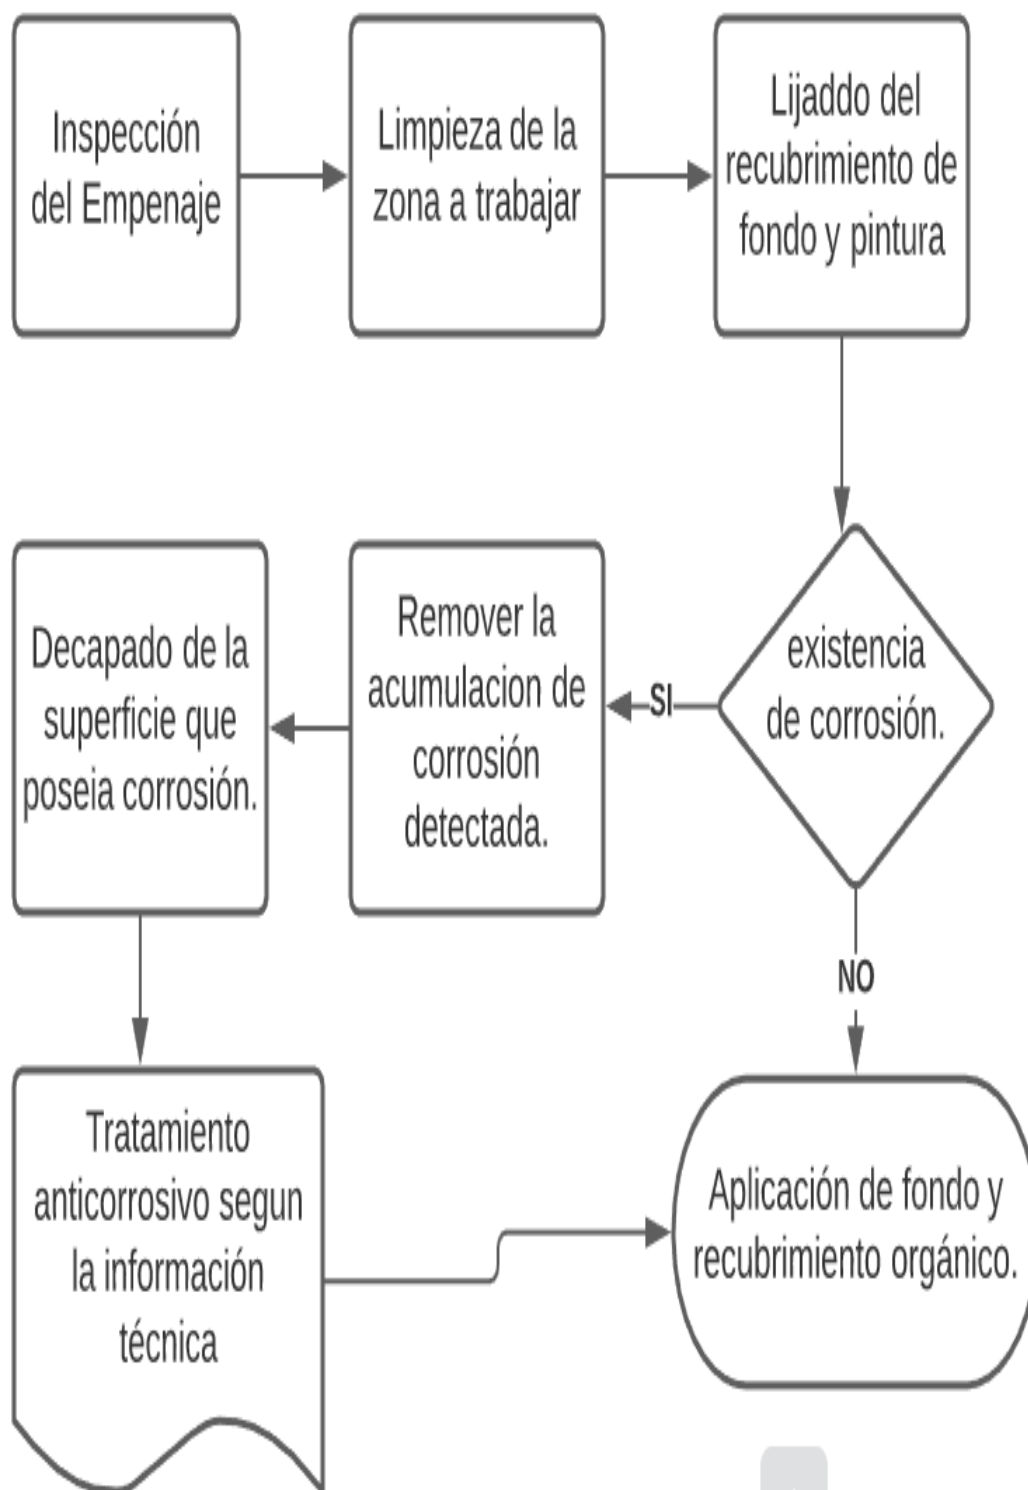 Inspección
del Empenaje
Limpieza de la
zona a trabajar
Lijaddo del
recubrimiento de
fondo y pintura
existencia
de corrosión.
SI
Remover la
acumulacion de
corrosión
detectada.
Decapado de la
superficie que
poseia corrosión.
NO
Tratamiento
anticorrosivo segun
la información
técnica
Aplicación de fondo y
recubrimiento orgánico.